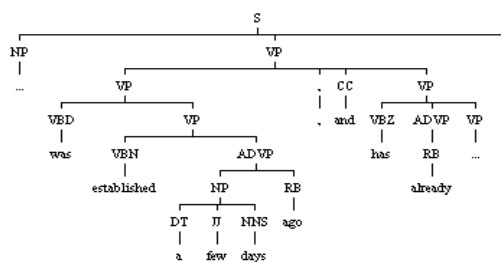 S
NP VP
... VP , CC VP
VBD VP , and VBZ ADVP VP
was VBN ADVP has RB ...
established NP RB already
DT JJ NNS ago
a few days